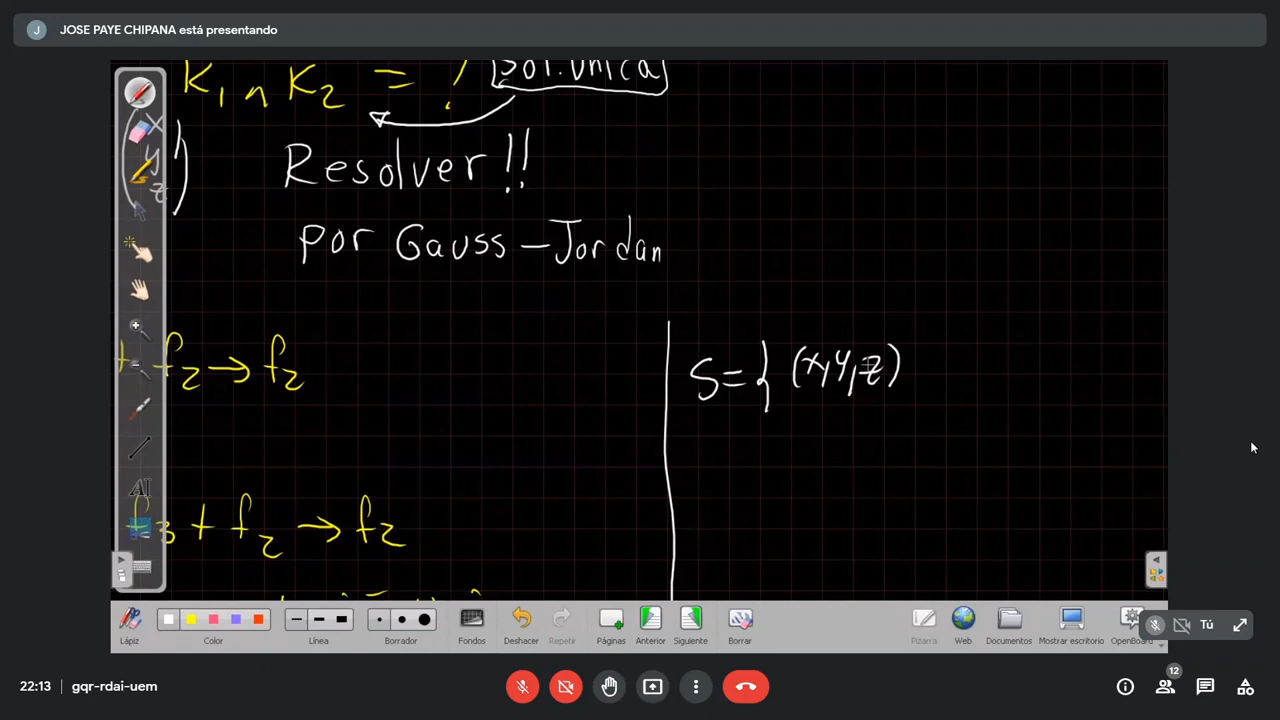 J JOSE PAYE CHIPANA está presentando
K₁ ∩ K₂ = ? Sol. única
x
y
z
Resolver!!
por Gauss-Jordan
+ f₂ → f₂
S = { (x,y,z)
f₃ + f₂ → f₂
Lápiz Color Línea Borrador Fondos Deshacer Repetir Páginas Anterior Siguiente Borrar Pizarra Web Documentos Mostrar escritorio OpenBoard Tú
22:13 gqr-rdai-uem 12